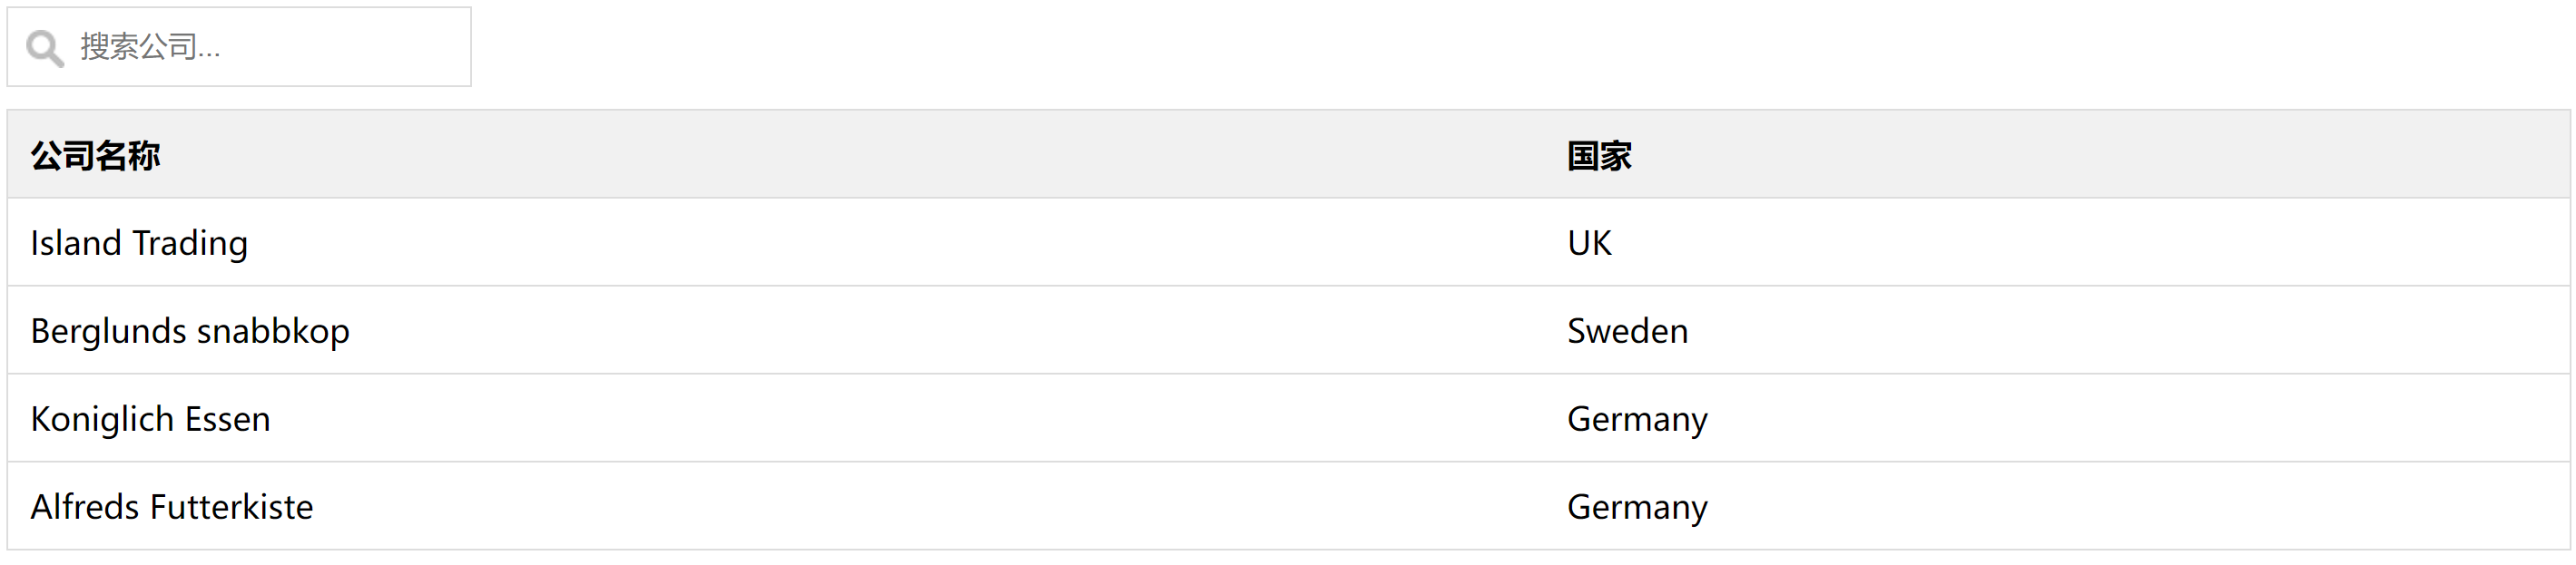 搜索公司...
公司名称 国家
Island Trading UK
Berglunds snabbkop Sweden
Koniglich Essen Germany
Alfreds Futterkiste Germany